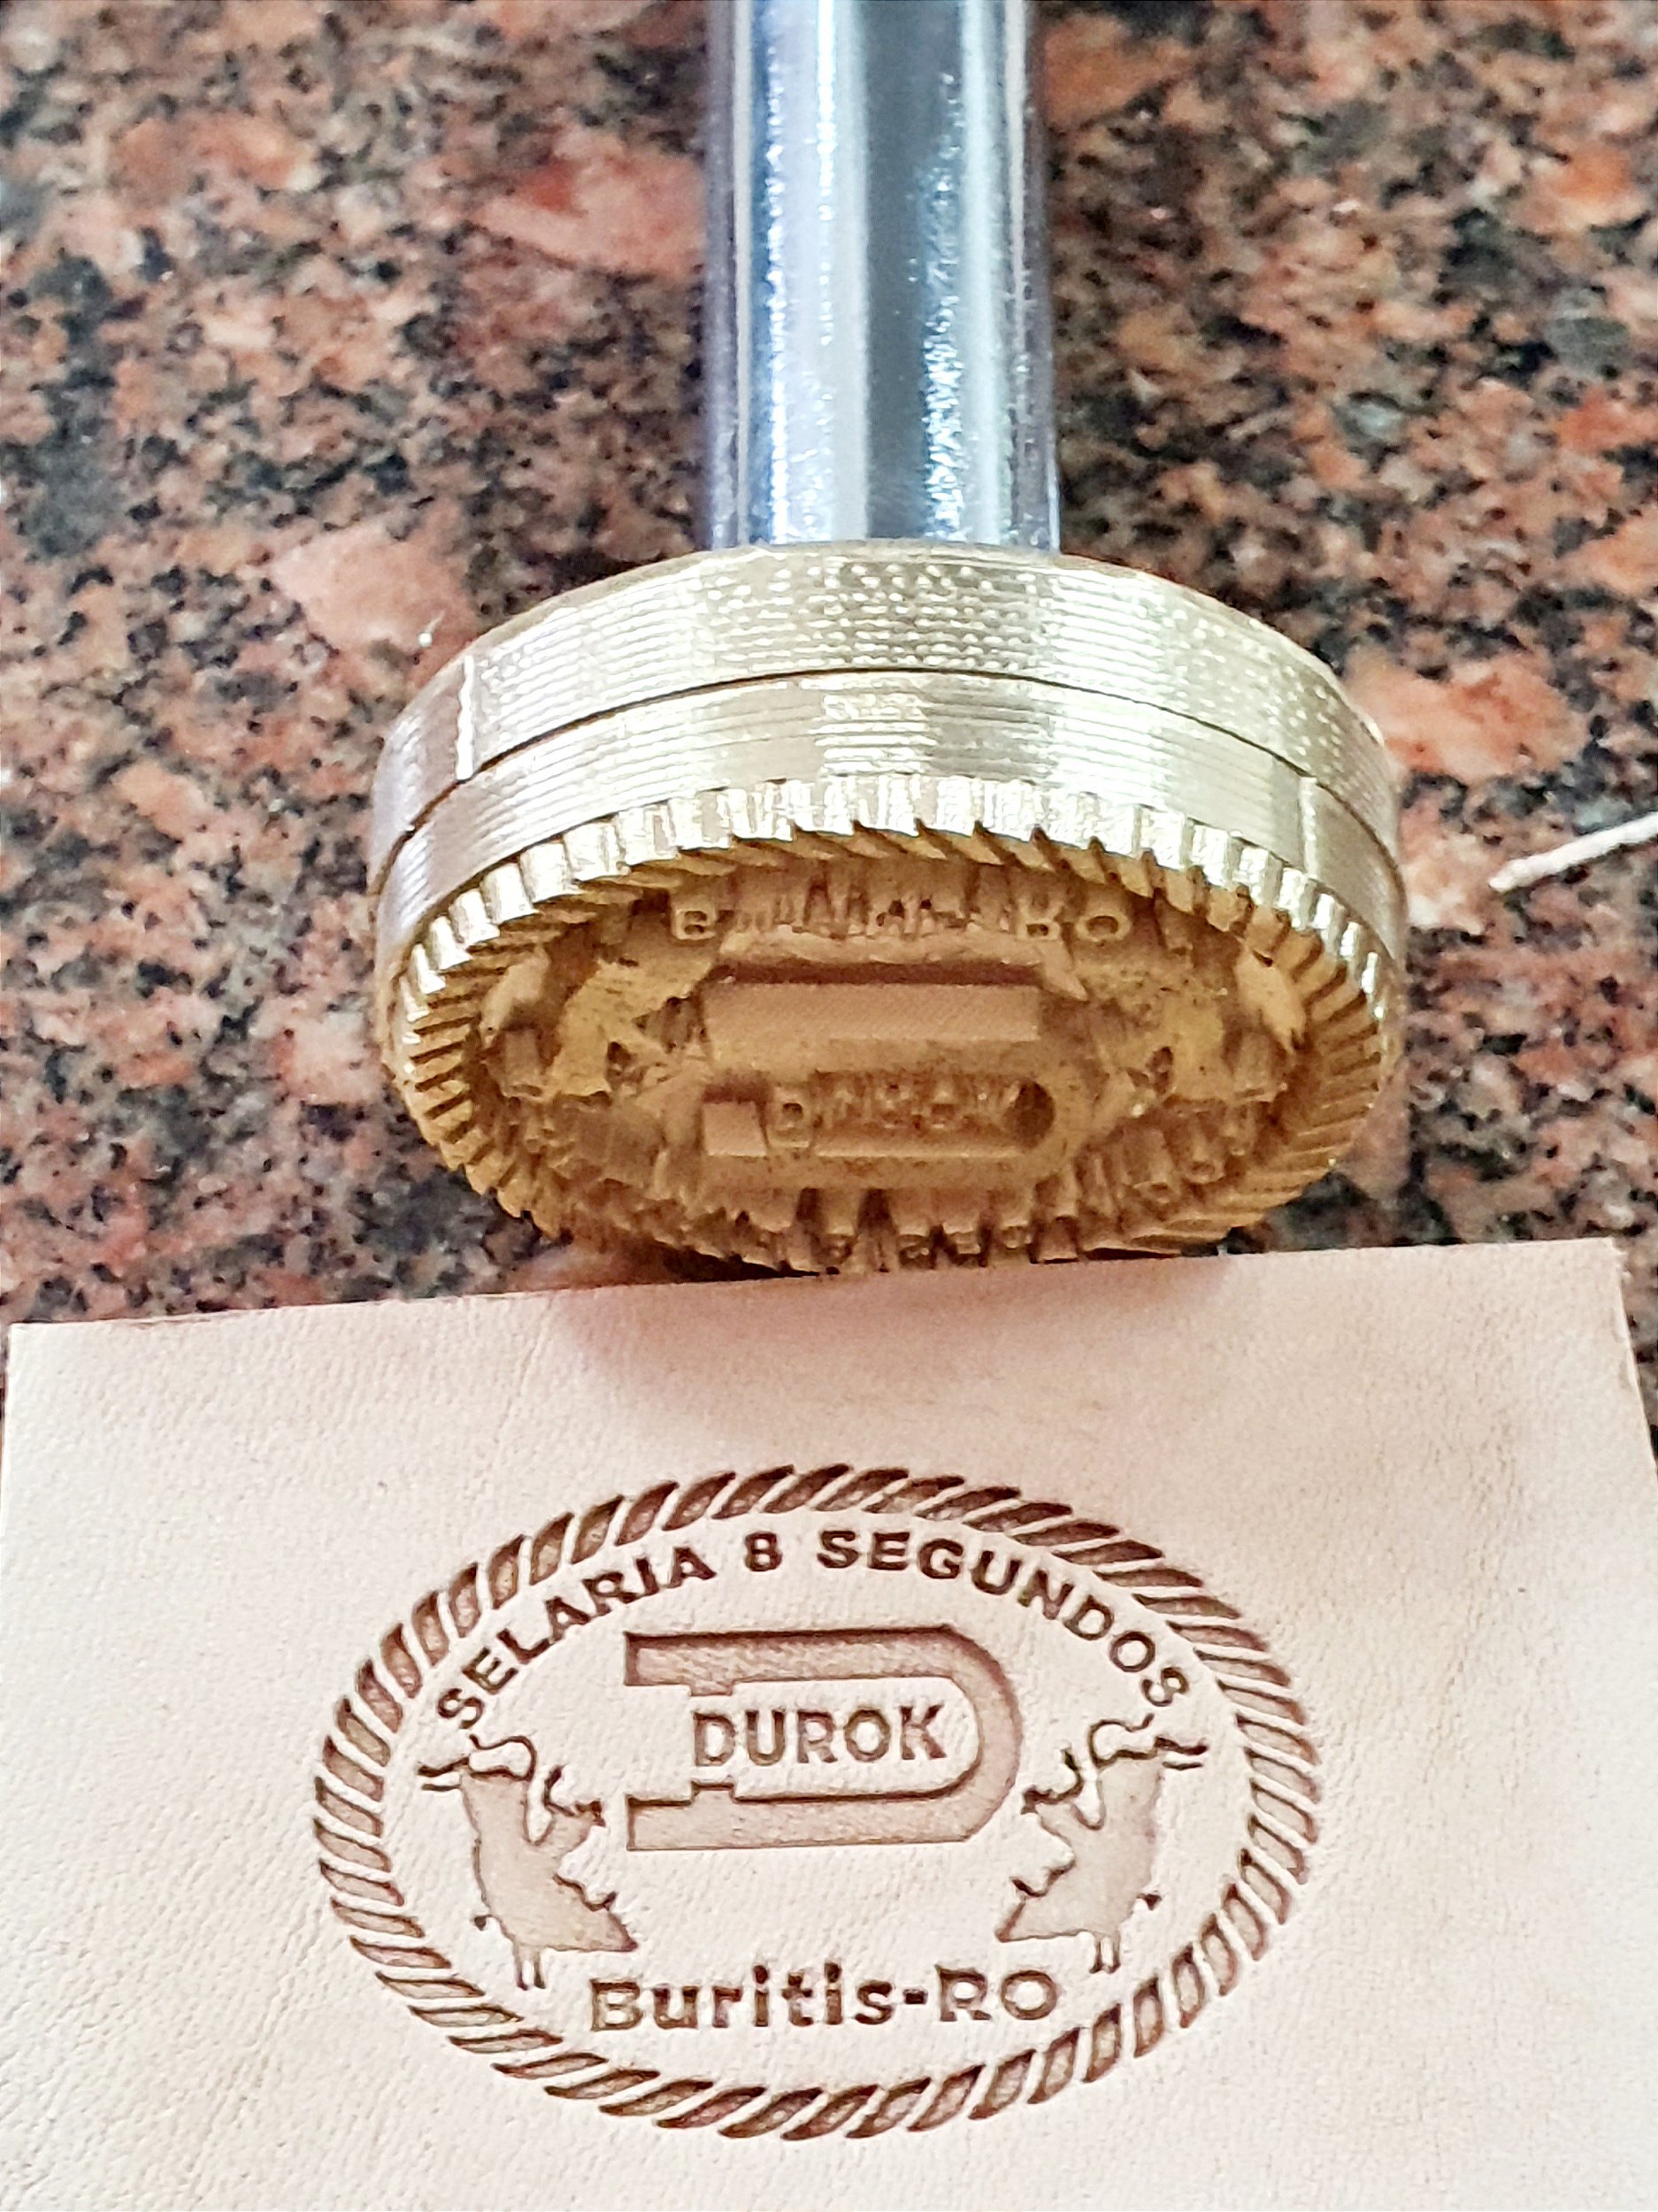 SELARIA 8 SEGUNDOS
DUROK
Buritis-RO